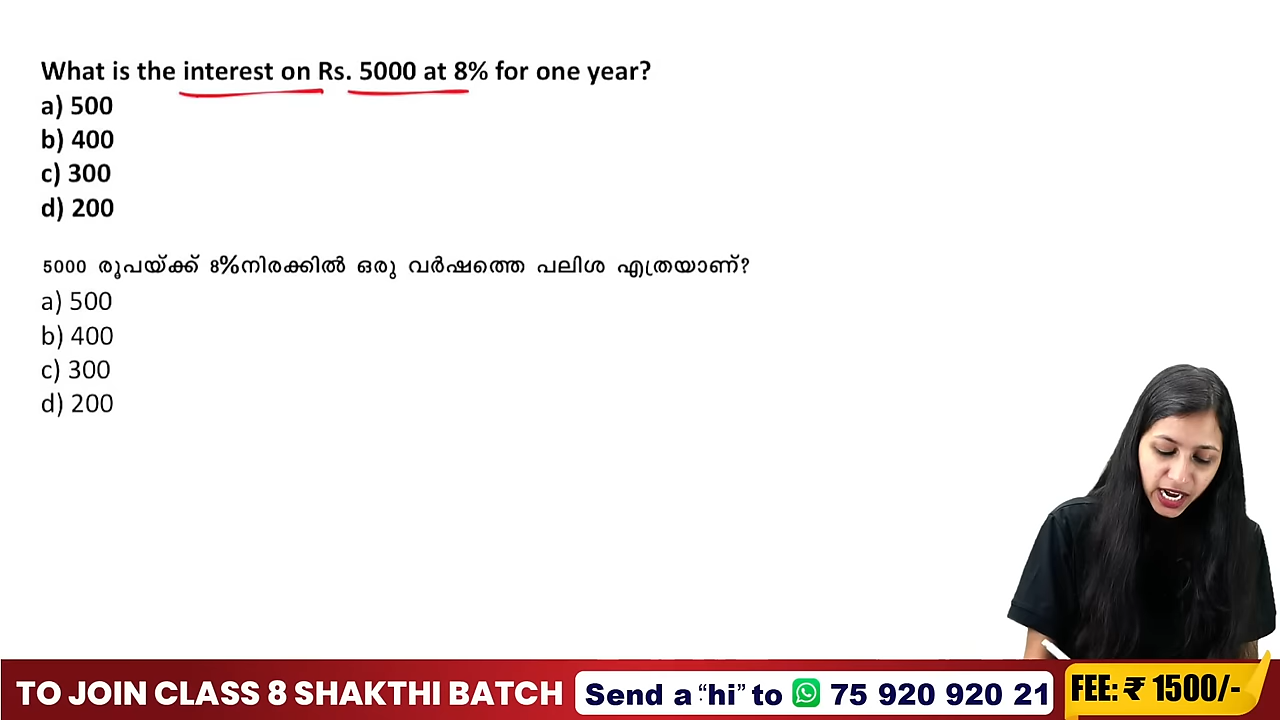 What is the interest on Rs. 5000 at 8% for one year?
a) 500
b) 400
c) 300
d) 200
5000 രൂപയ്ക്ക് 8%നിരക്കിൽ ഒരു വർഷത്തെ പലിശ എത്രയാണ്?
a) 500
b) 400
c) 300
d) 200
TO JOIN CLASS 8 SHAKTHI BATCH Send a “hi” to 75 920 920 21 FEE: ₹ 1500/-